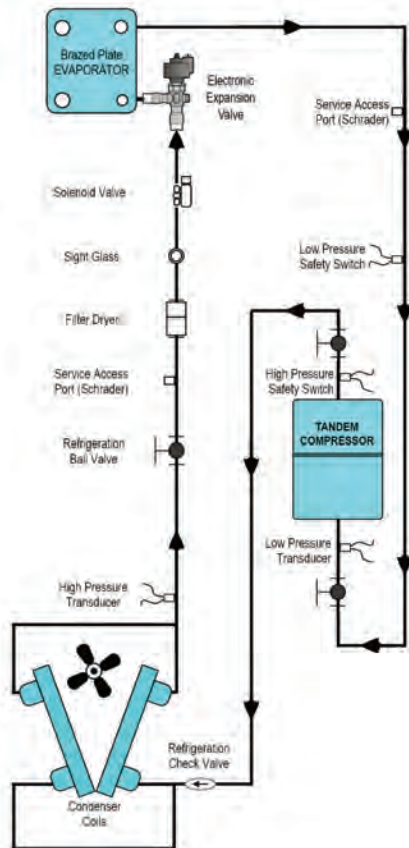 Brazed Plate
EVAPORATOR
Electronic
Expansion
Valve
Service Access
Port (Schrader)
Solenoid Valve
Sight Glass
Low Pressure
Safety Switch
Filter Dryer
Service Access
Port (Schrader)
High Pressure
Safety Switch
TANDEM
COMPRESSOR
Refrigeration
Ball Valve
Low Pressure
Transducer
High Pressure
Transducer
Refrigeration
Check Valve
Condenser
Coils